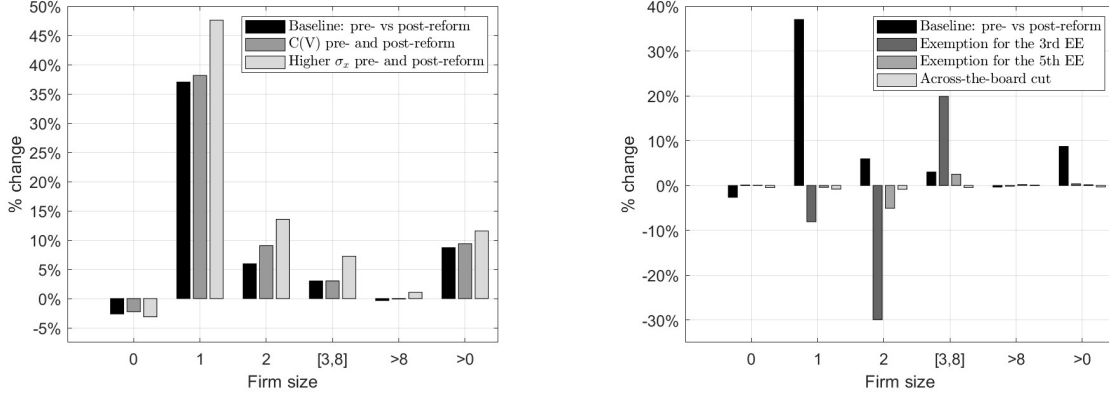 50%
45%
40%
35%
30%
25%
20%
15%
10%
5%
0%
-5%
% change
0 1 2 [3,8] >8 >0
Firm size
Baseline: pre- vs post-reform
C(V) pre- and post-reform
Higher σx pre- and post-reform
40%
30%
20%
10%
0%
-10%
-20%
-30%
% change
0 1 2 [3,8] >8 >0
Firm size
Baseline: pre- vs post-reform
Exemption for the 3rd EE
Exemption for the 5th EE
Across-the-board cut